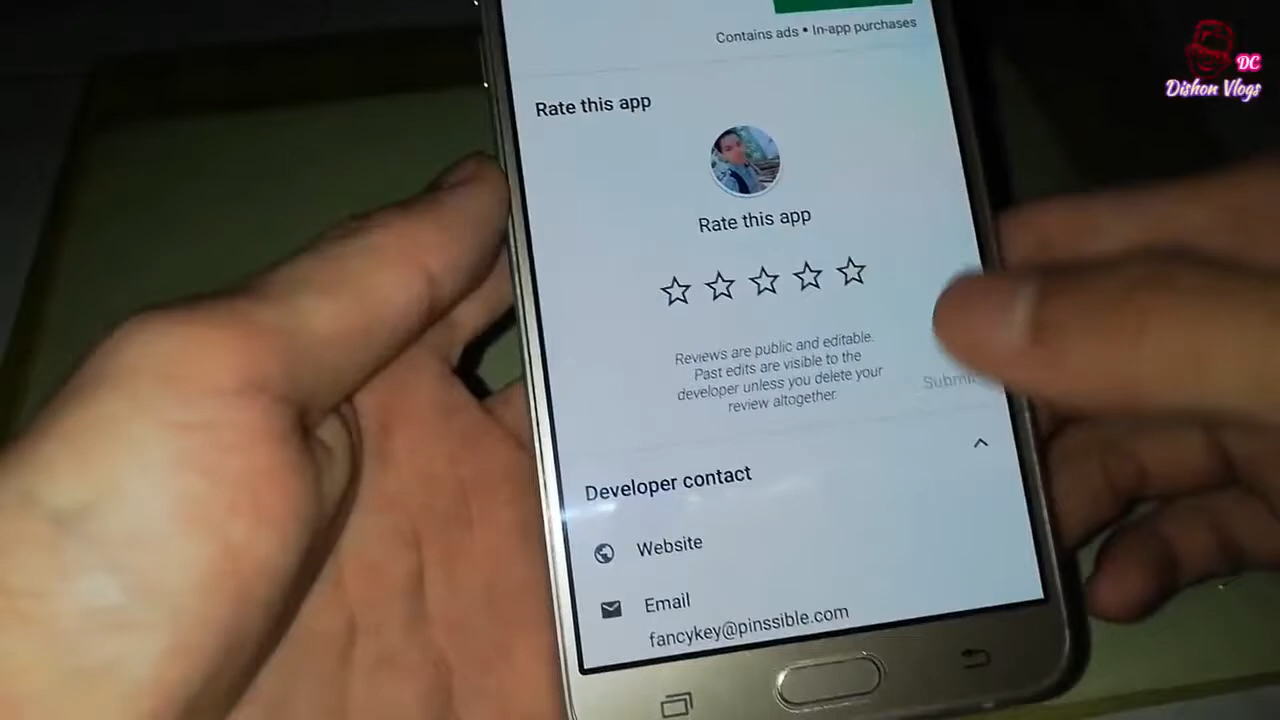 DC
Dishon Vlogs
Contains ads • In-app purchases
Rate this app
Rate this app
Reviews are public and editable.
Past edits are visible to the
developer unless you delete your
review altogether.
Submit
Developer contact
Website
Email
fancykey@pinssible.com